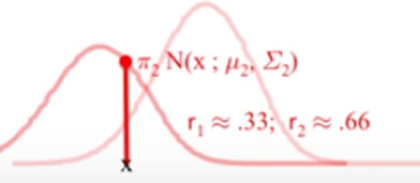 π₂ N(x ; μ₂, Σ₂)
r₁ ≈ .33; r₂ ≈ .66
x